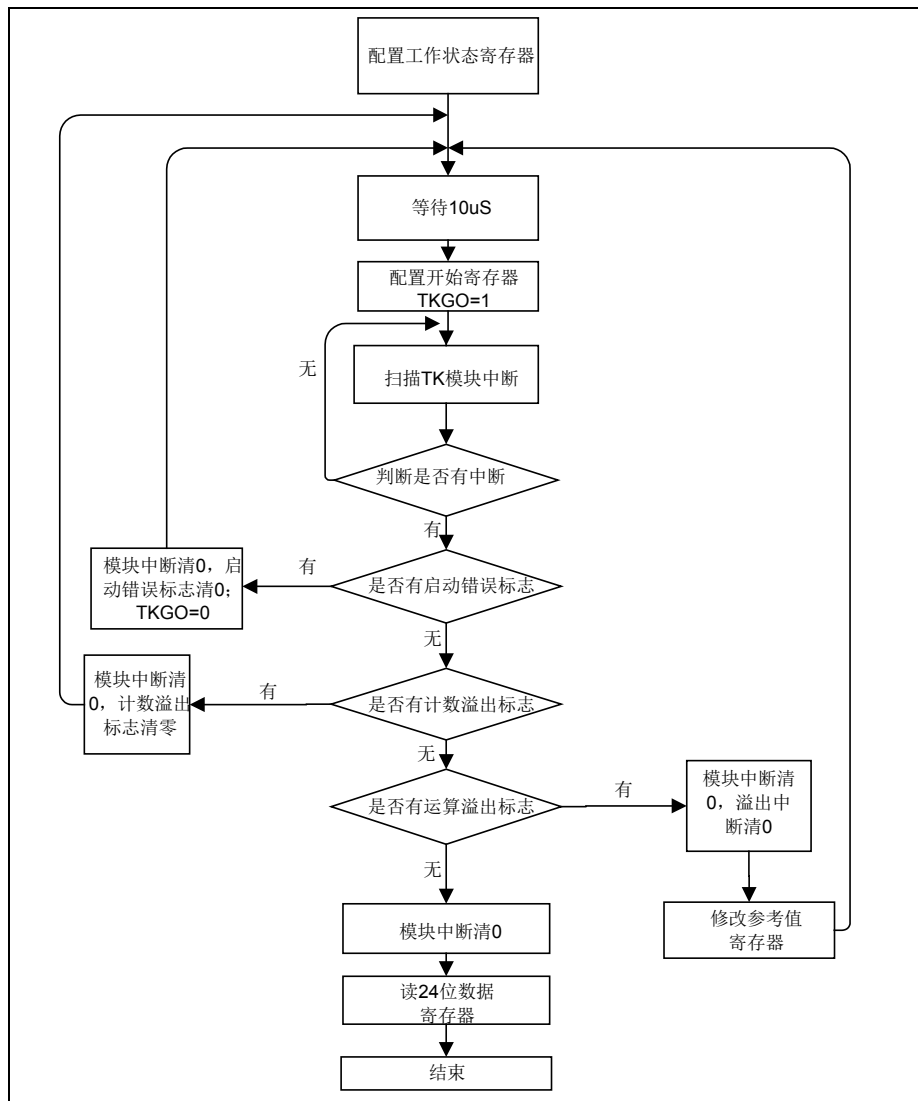 配置工作状态寄存器
等待10uS
配置开始寄存器
TKGO=1
无
扫描TK模块中断
判断是否有中断
有
模块中断清0，启
动错误标志清0；
TKGO=0
有
是否有启动错误标志
无
模块中断清
0，计数溢出
标志清零
有
是否有计数溢出标志
无
是否有运算溢出标志
有
模块中断清
0，溢出中
断清0
无
模块中断清0
修改参考值
寄存器
读24位数据
寄存器
结束